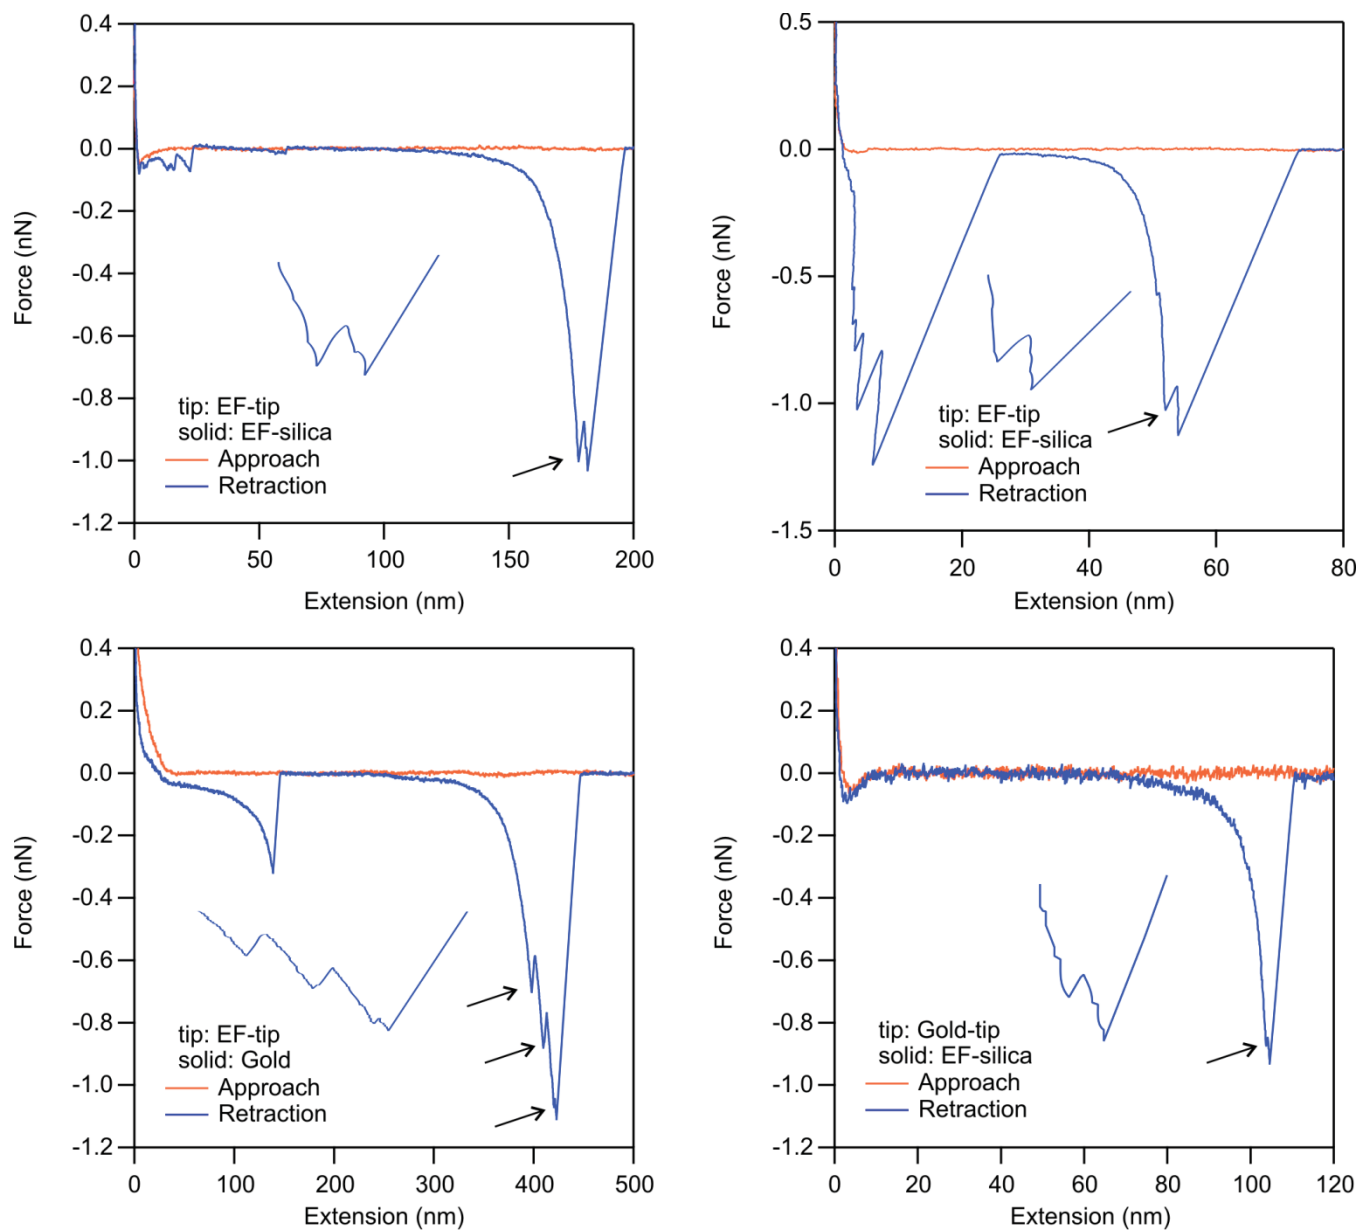 0.4
0.2
0.0
-0.2
-0.4
-0.6
-0.8
-1.0
-1.2
Force (nN)
tip: EF-tip
solid: EF-silica
Approach
Retraction
0 50 100 150 200
Extension (nm)
0.5
0.0
-0.5
-1.0
-1.5
Force (nN)
tip: EF-tip
solid: EF-silica
Approach
Retraction
0 20 40 60 80
Extension (nm)
0.4
0.2
0.0
-0.2
-0.4
-0.6
-0.8
-1.0
-1.2
Force (nN)
tip: EF-tip
solid: Gold
Approach
Retraction
0 100 200 300 400 500
Extension (nm)
0.4
0.2
0.0
-0.2
-0.4
-0.6
-0.8
-1.0
-1.2
Force (nN)
tip: Gold-tip
solid: EF-silica
Approach
Retraction
0 20 40 60 80 100 120
Extension (nm)